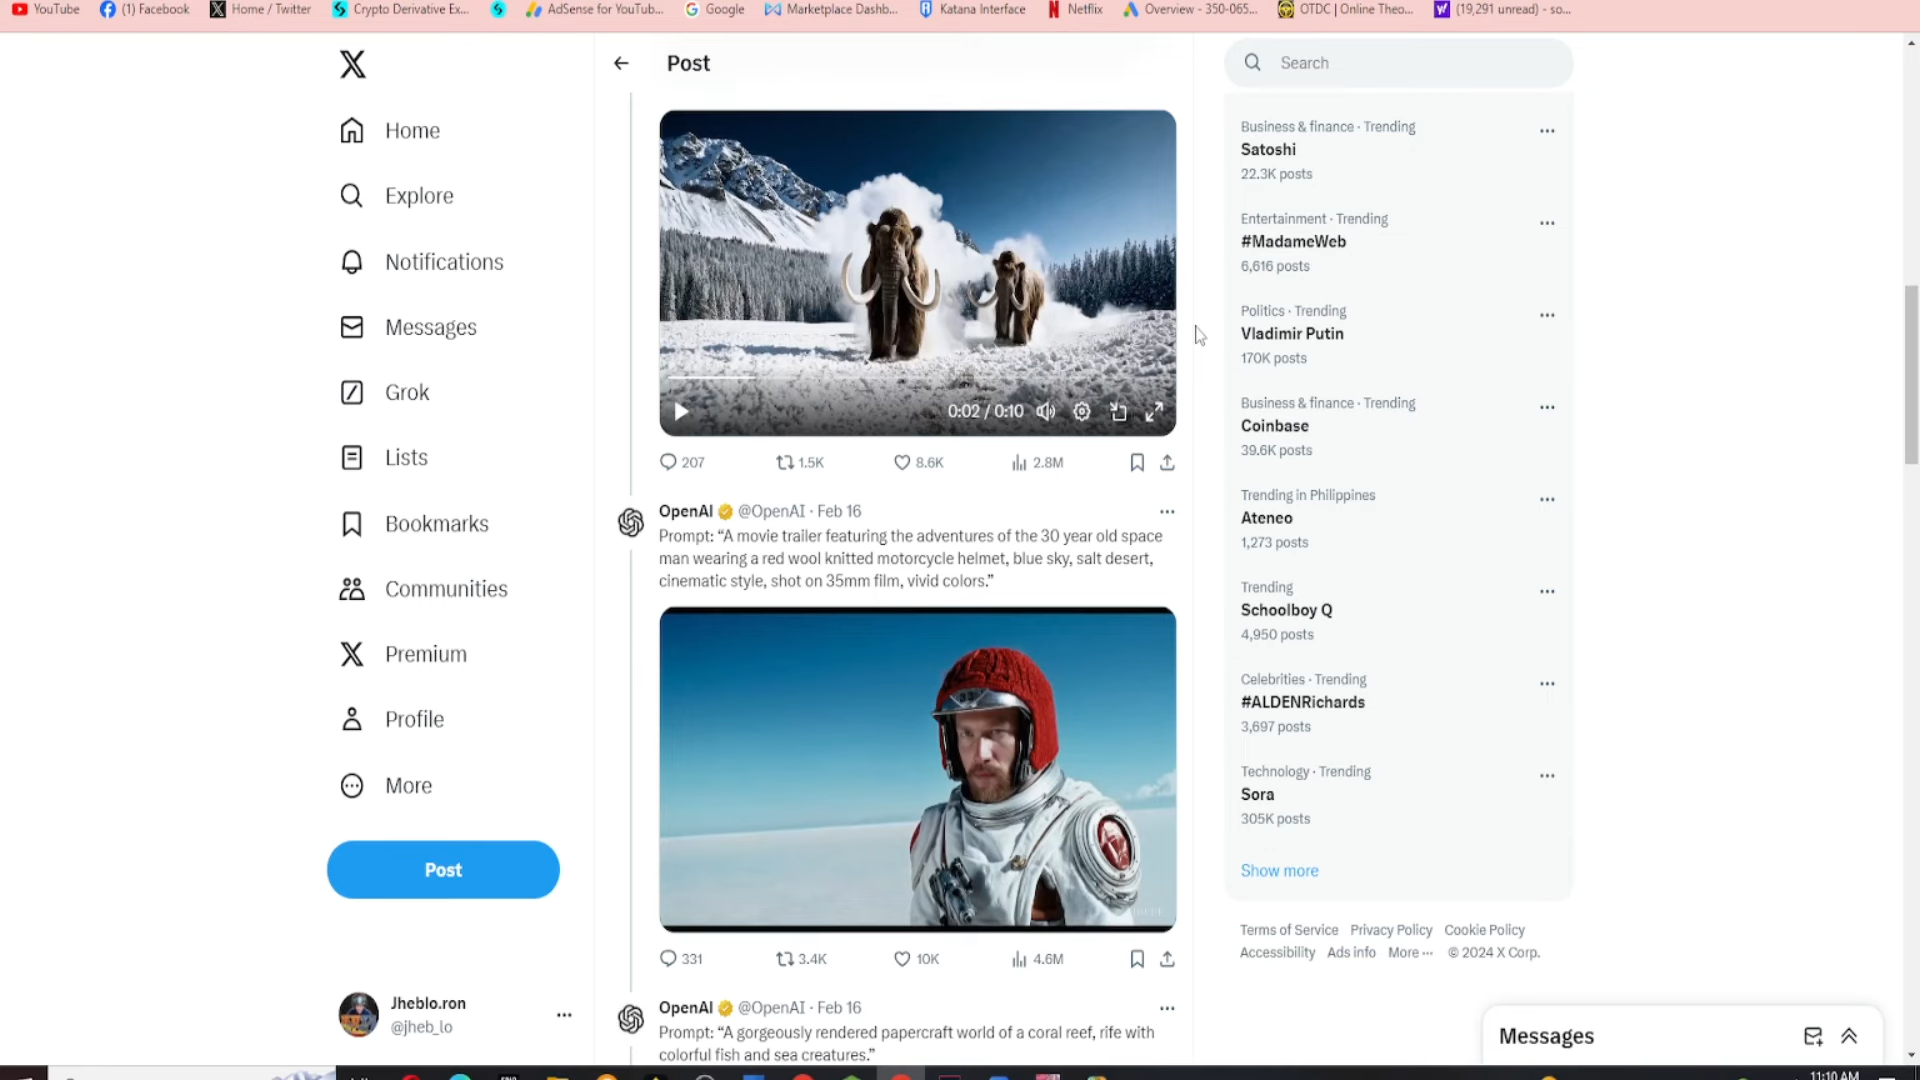 YouTube
(1) Facebook
Home / Twitter
Crypto Derivative Ex...
AdSense for YouTub...
Google
Marketplace Dashb...
Katana Interface
Netflix
Overview - 350-065...
OTDC | Online Theo...
(19,291 unread) - so...
Home
Explore
Notifications
Messages
Grok
Lists
Bookmarks
Communities
Premium
Profile
More
Post
Jheblo.ron
@jheb_lo
Post
0:02 / 0:10
207
1.5K
8.6K
2.8M
OpenAI @OpenAI · Feb 16
Prompt: “A movie trailer featuring the adventures of the 30 year old space
man wearing a red wool knitted motorcycle helmet, blue sky, salt desert,
cinematic style, shot on 35mm film, vivid colors.”
331
3.4K
10K
4.6M
OpenAI @OpenAI · Feb 16
Prompt: “A gorgeously rendered papercraft world of a coral reef, rife with
colorful fish and sea creatures.”
Search
Business & finance · Trending
Satoshi
22.3K posts
Entertainment · Trending
#MadameWeb
6,616 posts
Politics · Trending
Vladimir Putin
170K posts
Business & finance · Trending
Coinbase
39.6K posts
Trending in Philippines
Ateneo
1,273 posts
Trending
Schoolboy Q
4,950 posts
Celebrities · Trending
#ALDENRichards
3,697 posts
Technology · Trending
Sora
305K posts
Show more
Terms of Service Privacy Policy Cookie Policy
Accessibility Ads info More ··· © 2024 X Corp.
Messages
11:10 AM